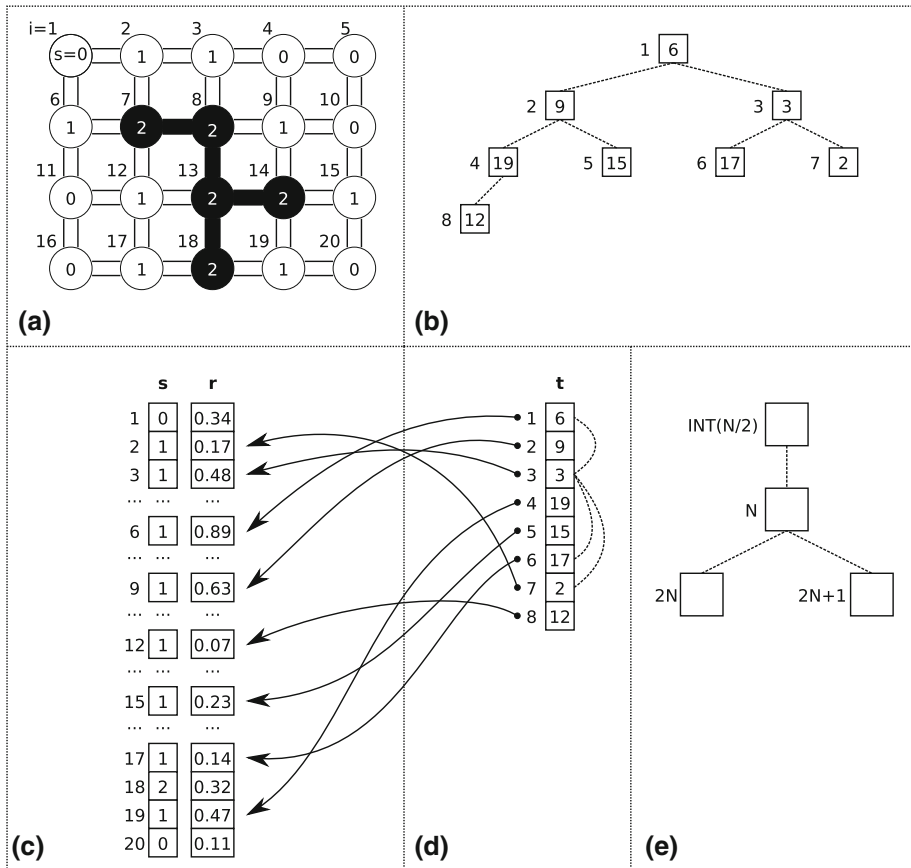 i=1 2 3 4 5
s=0 1 1 0 0
6 7 8 9 10
1 2 2 1 0
11 12 13 14 15
0 1 2 2 1
16 17 18 19 20
0 1 2 1 0
(a)
1 6
2 9 3 3
4 19 5 15 6 17 7 2
8 12
(b)
s r
1 0 0.34
2 1 0.17
3 1 0.48
... ... ...
6 1 0.89
... ... ...
9 1 0.63
... ... ...
12 1 0.07
... ... ...
15 1 0.23
... ... ...
17 1 0.14
18 2 0.32
19 1 0.47
20 0 0.11
(c)
t
1 6
2 9
3 3
4 19
5 15
6 17
7 2
8 12
(d)
INT(N/2)
N
2N 2N+1
(e)